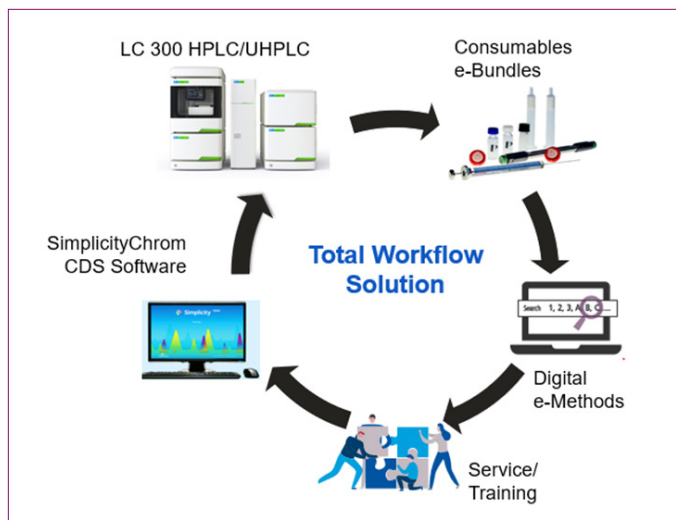 LC 300 HPLC/UHPLC
Consumables
e-Bundles
SimplicityChrom
CDS Software
Total Workflow
Solution
Simplicity
Search 1, 2, 3, A, B, C...
Digital
e-Methods
Service/
Training